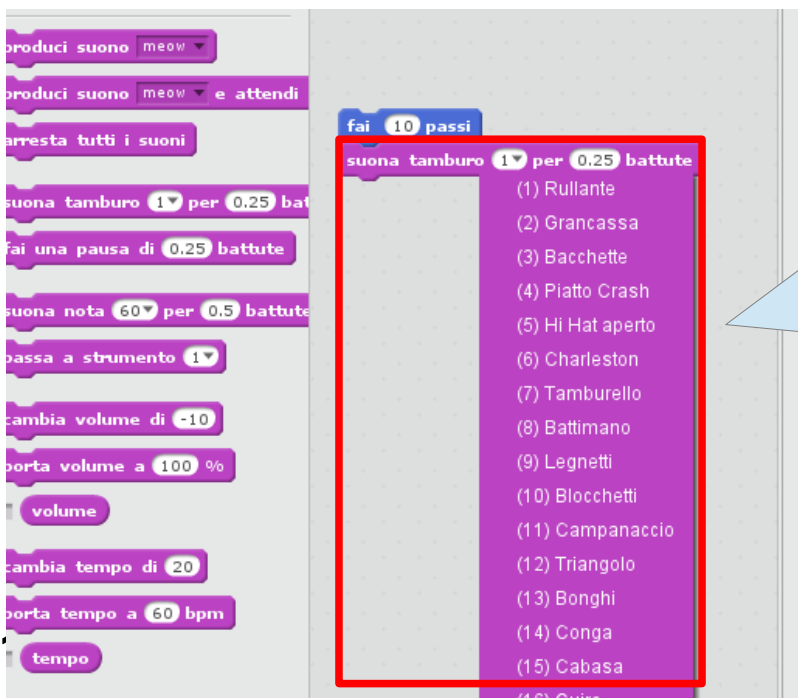 produci suono meow
produci suono meow e attendi
arresta tutti i suoni
suona tamburo 1 per 0.25 bat
fai una pausa di 0.25 battute
suona nota 60 per 0.5 battute
passa a strumento 1
cambia volume di -10
porta volume a 100 %
volume
cambia tempo di 20
porta tempo a 60 bpm
tempo
fai 10 passi
suona tamburo 1 per 0.25 battute
(1) Rullante
(2) Grancassa
(3) Bacchette
(4) Piatto Crash
(5) Hi Hat aperto
(6) Charleston
(7) Tamburello
(8) Battimano
(9) Legnetti
(10) Blocchetti
(11) Campanaccio
(12) Triangolo
(13) Bonghi
(14) Conga
(15) Cabasa